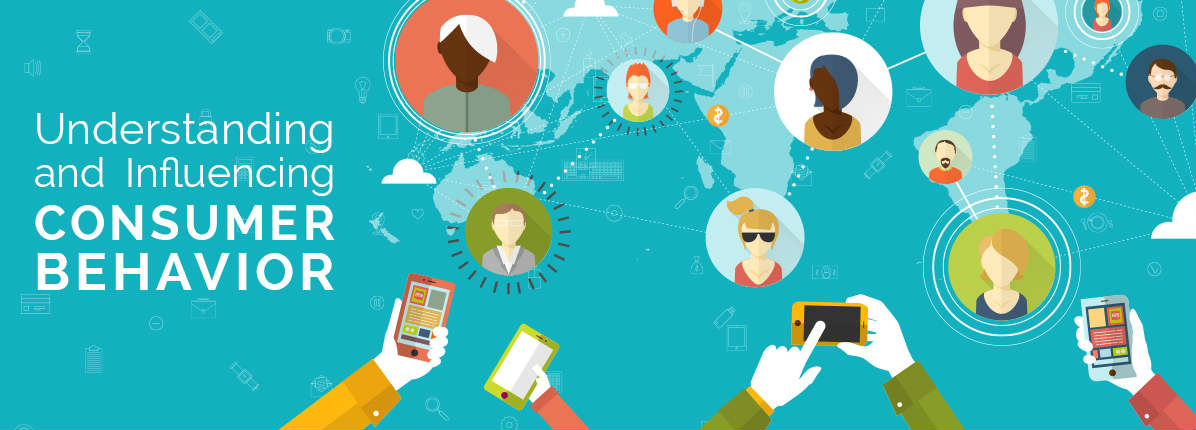 Understanding
and Influencing
CONSUMER
BEHAVIOR